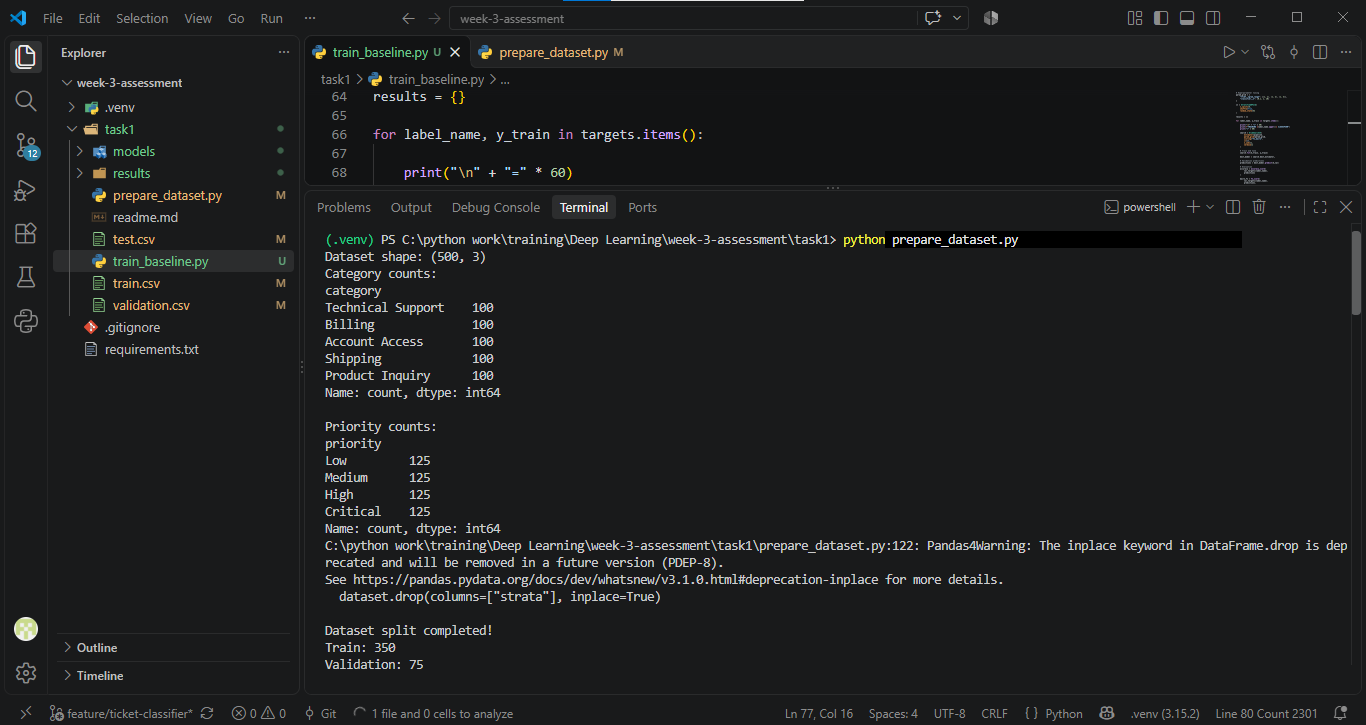 File Edit Selection View Go Run ···
week-3-assessment
Explorer
week-3-assessment
.venv
task1
models
results
prepare_dataset.py M
readme.md
test.csv M
train_baseline.py U
train.csv M
validation.csv M
.gitignore
requirements.txt
Outline
Timeline
12
train_baseline.py U
prepare_dataset.py M
task1 > train_baseline.py > ...
64 results = {}
65
66 for label_name, y_train in targets.items():
67
68 print("\n" + "=" * 60)
Problems Output Debug Console Terminal Ports
powershell
(.venv) PS C:\python work\training\Deep Learning\week-3-assessment\task1> python prepare_dataset.py
Dataset shape: (500, 3)
Category counts:
category
Technical Support 100
Billing 100
Account Access 100
Shipping 100
Product Inquiry 100
Name: count, dtype: int64
Priority counts:
priority
Low 125
Medium 125
High 125
Critical 125
Name: count, dtype: int64
C:\python work\training\Deep Learning\week-3-assessment\task1\prepare_dataset.py:122: Pandas4Warning: The inplace keyword in DataFrame.drop is dep
recated and will be removed in a future version (PDEP-8).
See https://pandas.pydata.org/docs/dev/whatsnew/v3.1.0.html#deprecation-inplace for more details.
dataset.drop(columns=["strata"], inplace=True)
Dataset split completed!
Train: 350
Validation: 75
feature/ticket-classifier* 0 0 Git 1 file and 0 cells to analyze
Ln 77, Col 16 Spaces: 4 UTF-8 CRLF { } Python .venv (3.15.2) Line 80 Count 2301